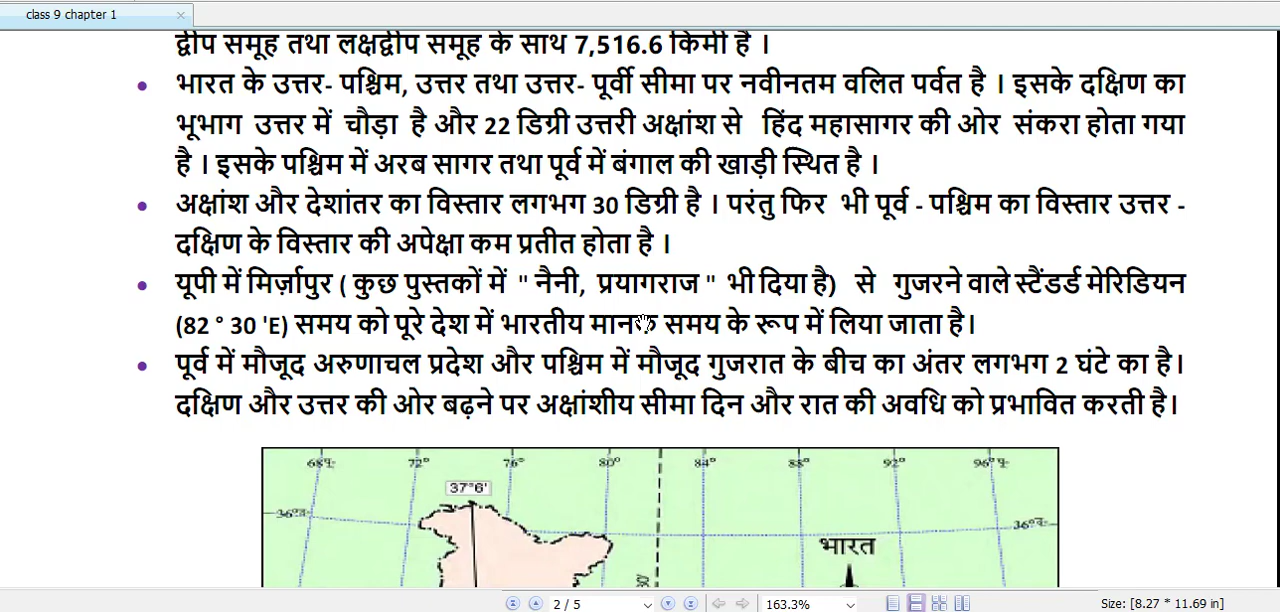 class 9 chapter 1
द्वीप समूह तथा लक्षद्वीप समूह के साथ 7,516.6 किमी है ।
• भारत के उत्तर- पश्चिम, उत्तर तथा उत्तर- पूर्वी सीमा पर नवीनतम वलित पर्वत है । इसके दक्षिण का
भूभाग उत्तर में चौड़ा है और 22 डिग्री उत्तरी अक्षांश से हिंद महासागर की ओर संकरा होता गया
है । इसके पश्चिम में अरब सागर तथा पूर्व में बंगाल की खाड़ी स्थित है ।
• अक्षांश और देशांतर का विस्तार लगभग 30 डिग्री है । परंतु फिर भी पूर्व - पश्चिम का विस्तार उत्तर -
दक्षिण के विस्तार की अपेक्षा कम प्रतीत होता है ।
• यूपी में मिर्ज़ापुर ( कुछ पुस्तकों में " नैनी, प्रयागराज " भी दिया है) से गुजरने वाले स्टैंडर्ड मेरिडियन
(82 ° 30 'E) समय को पूरे देश में भारतीय मानक समय के रूप में लिया जाता है।
• पूर्व में मौजूद अरुणाचल प्रदेश और पश्चिम में मौजूद गुजरात के बीच का अंतर लगभग 2 घंटे का है।
दक्षिण और उत्तर की ओर बढ़ने पर अक्षांशीय सीमा दिन और रात की अवधि को प्रभावित करती है।
68°पू. 72° 76° 80° 84° 88° 92° 96°पू.
37°6'
36°उ. 36°उ.
भारत
30'
2 / 5 163.3% Size: [8.27 * 11.69 in]